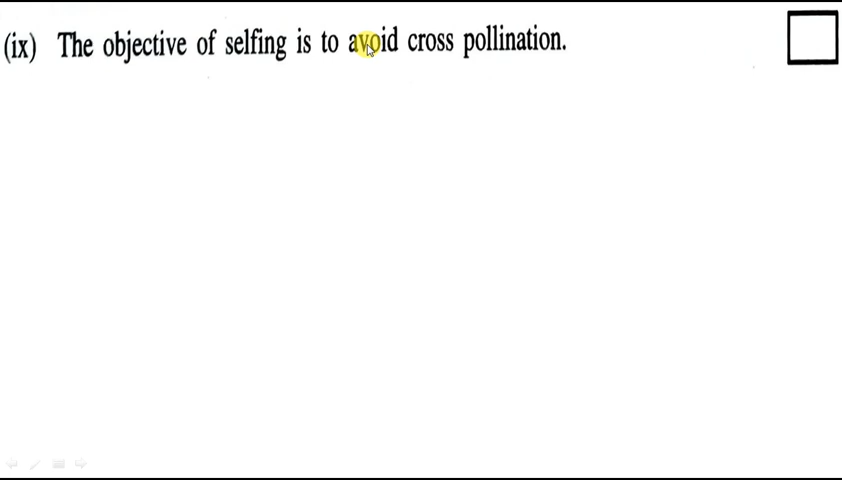 (ix) The objective of selfing is to avoid cross pollination.